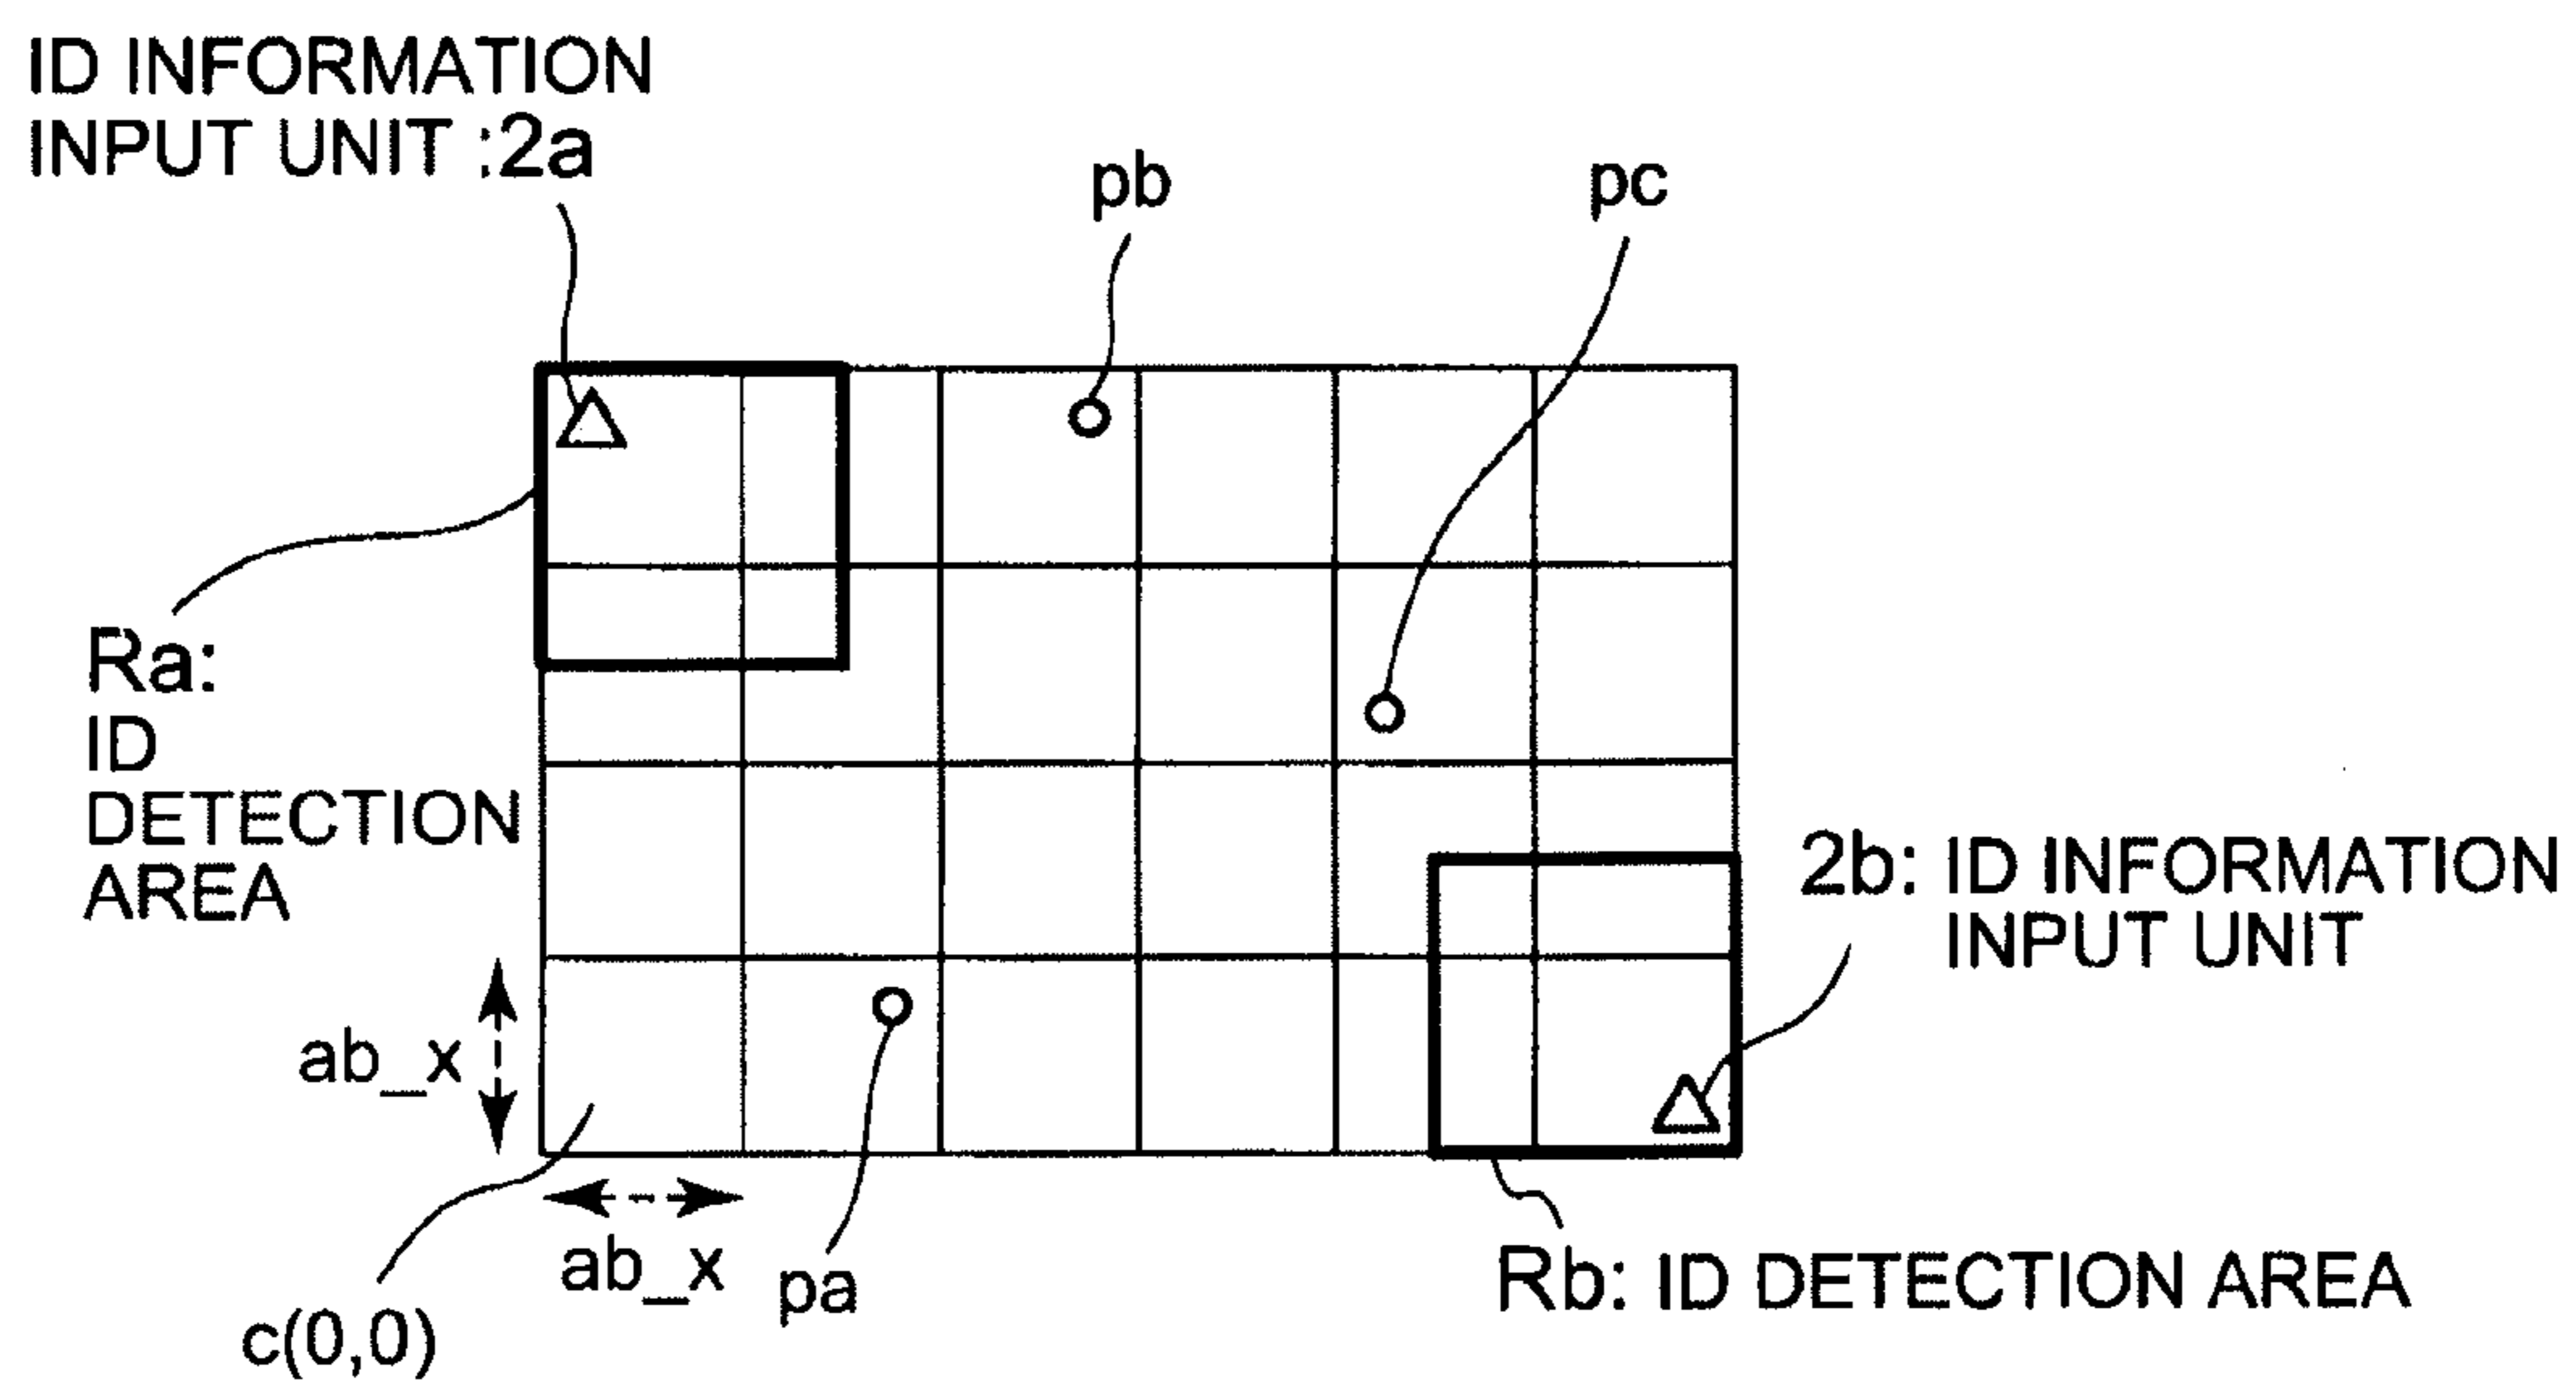 ID INFORMATION
INPUT UNIT :2a
pb
pc
Ra:
ID
DETECTION
AREA
2b: ID INFORMATION
INPUT UNIT
ab_x
ab_x
pa
Rb: ID DETECTION AREA
c(0,0)